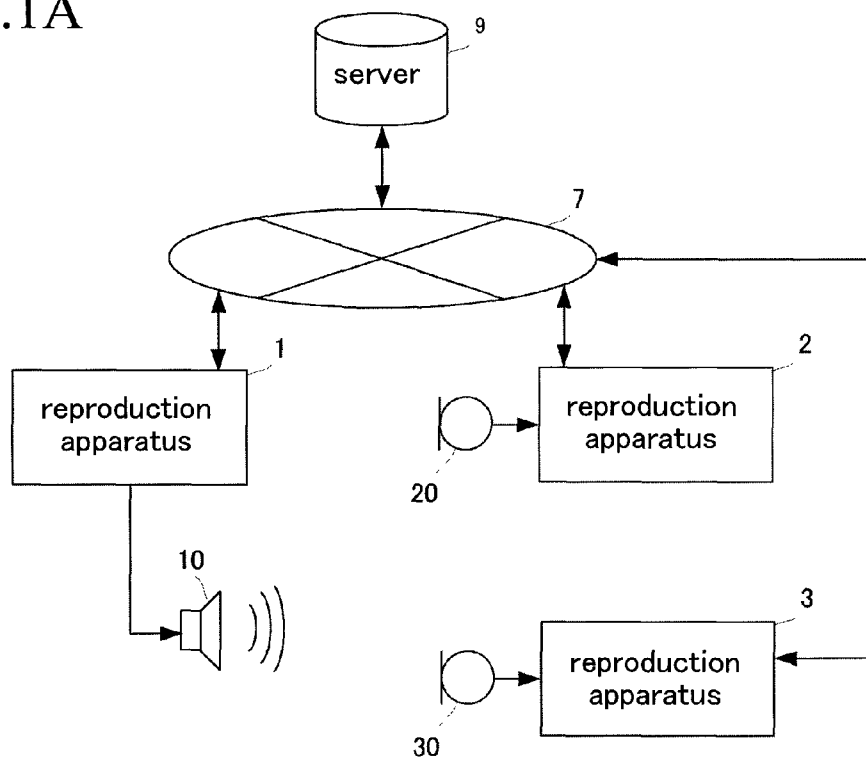 .1A
9
server
7
1
reproduction
apparatus
2
reproduction
apparatus
20
10
3
reproduction
apparatus
30